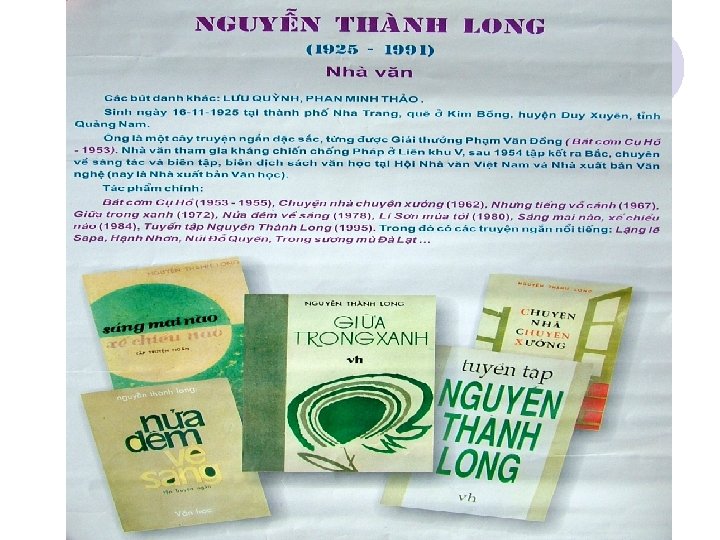 NGUYỄN THÀNH LONG
(1925 - 1991)
Nhà văn
Các bút danh khác: LƯU QUỲNH, PHAN MINH THẢO.
Sinh ngày 16-11-1925 tại thành phố Nha Trang, quê ở Kim Bồng, huyện Duy Xuyên, tỉnh
Quảng Nam.
Ông là một cây truyện ngắn đặc sắc, từng được Giải thưởng Phạm Văn Đồng (Bát cơm Cụ Hồ
- 1953). Nhà văn tham gia kháng chiến chống Pháp ở Liên khu V, sau 1954 tập kết ra Bắc, chuyên
về sáng tác và biên tập, biên dịch sách văn học tại Hội Nhà văn Việt Nam và Nhà xuất bản Văn
nghệ (nay là Nhà xuất bản Văn học).
Tác phẩm chính:
Bát cơm Cụ Hồ (1953 - 1955), Chuyện nhà chuyện xưởng (1962), Những tiếng vỗ cánh (1967),
Giữa trong xanh (1972), Nửa đêm về sáng (1978), Lí Sơn mùa tỏi (1980), Sáng mai nào, xế chiều
nào (1984), Tuyển tập Nguyễn Thành Long (1995). Trong đó có các truyện ngắn nổi tiếng: Lặng lẽ
Sapa, Hạnh Nhơn, Núi Đỗ Quyên, Trong sương mù Đà Lạt ...
NGUYỄN THÀNH LONG
sáng mai nào
xế chiều nào
NGUYỄN THÀNH LONG
GIỮA
TRONG XANH
vh
NGUYỄN THÀNH LONG
CHUYỆN
NHÀ
CHUYỆN
XƯỞNG
nguyễn thành long
nửa
đêm
về
sáng
tập truyện ngắn
Văn học
tuyển tập
NGUYỄN
THÀNH
LONG
vh